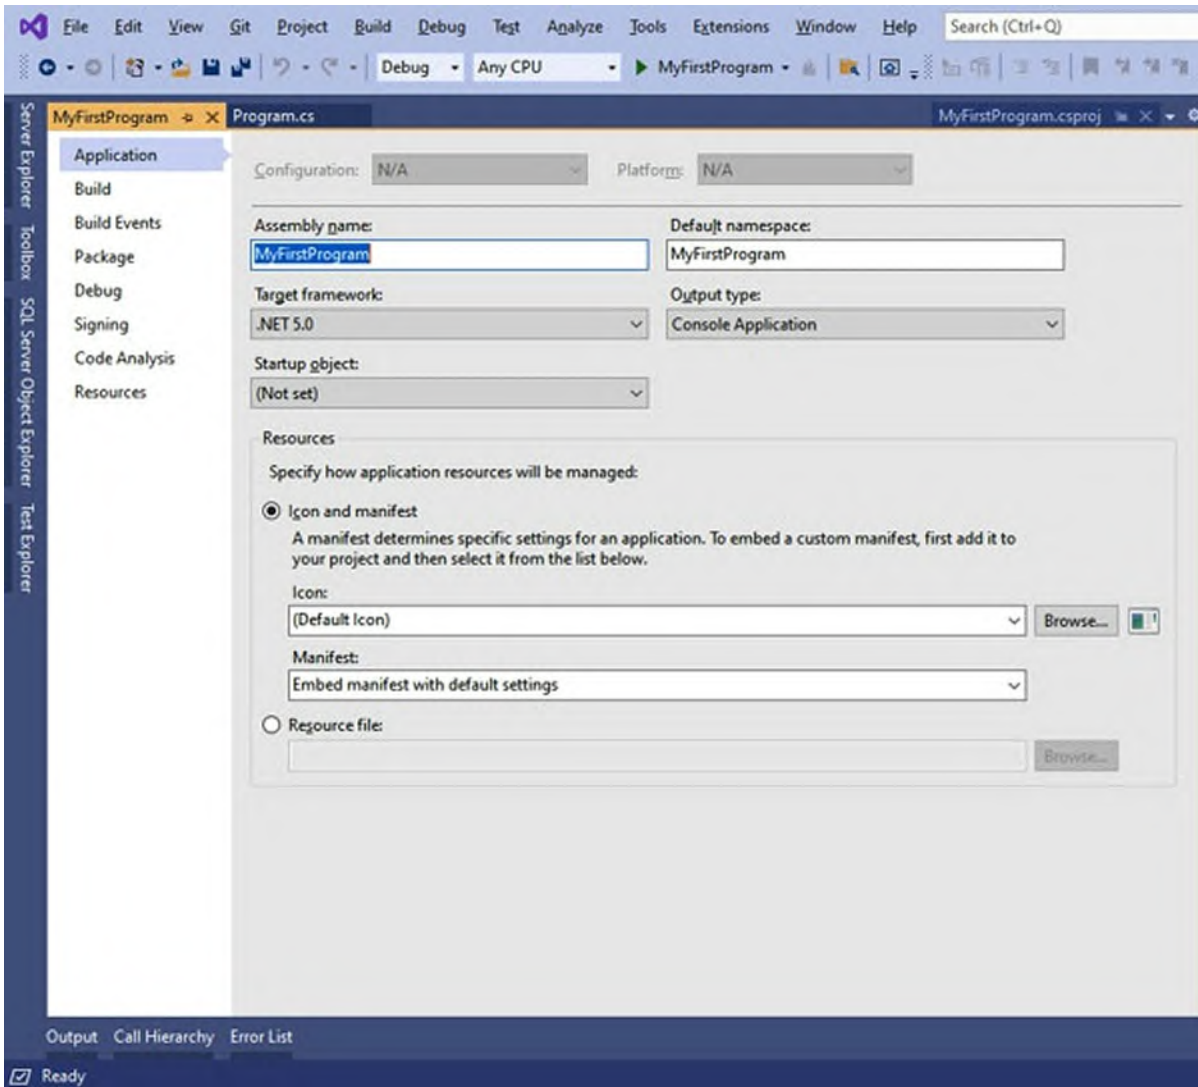 File Edit View Git Project Build Debug Test Analyze Tools Extensions Window Help Search (Ctrl+Q)
Debug Any CPU MyFirstProgram
MyFirstProgram Program.cs MyFirstProgram.csproj
Server Explorer
Toolbox
SQL Server Object Explorer
Test Explorer
Application
Build
Build Events
Package
Debug
Signing
Code Analysis
Resources
Configuration: N/A Platform: N/A
Assembly name: Default namespace:
MyFirstProgram MyFirstProgram
Target framework: Output type:
.NET 5.0 Console Application
Startup object:
(Not set)
Resources
Specify how application resources will be managed:
Icon and manifest
A manifest determines specific settings for an application. To embed a custom manifest, first add it to
your project and then select it from the list below.
Icon:
(Default Icon) Browse...
Manifest:
Embed manifest with default settings
Resource file:
Browse...
Output Call Hierarchy Error List
Ready